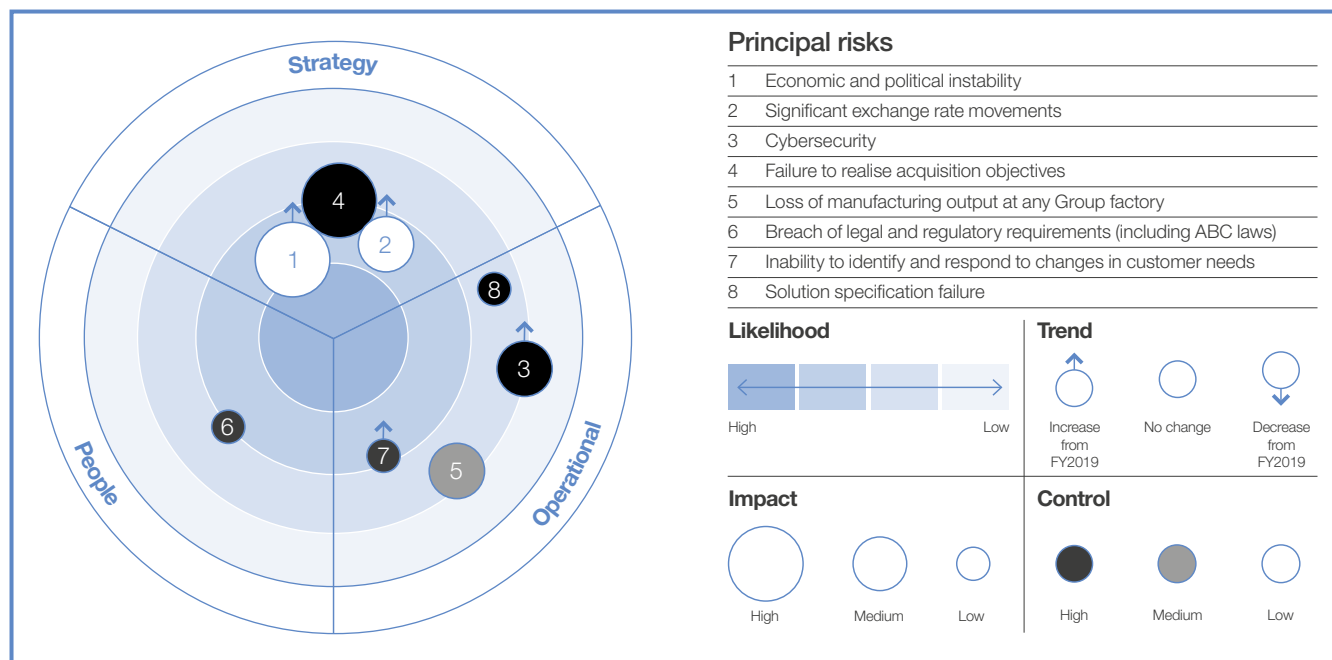 Strategy
4
1
2
8
3
6
7
5
People
Operational
Principal risks
1 Economic and political instability
2 Significant exchange rate movements
3 Cybersecurity
4 Failure to realise acquisition objectives
5 Loss of manufacturing output at any Group factory
6 Breach of legal and regulatory requirements (including ABC laws)
7 Inability to identify and respond to changes in customer needs
8 Solution specification failure
Likelihood
High Low
Trend
Increase from FY2019
No change
Decrease from FY2019
Impact
High Medium Low
Control
High Medium Low